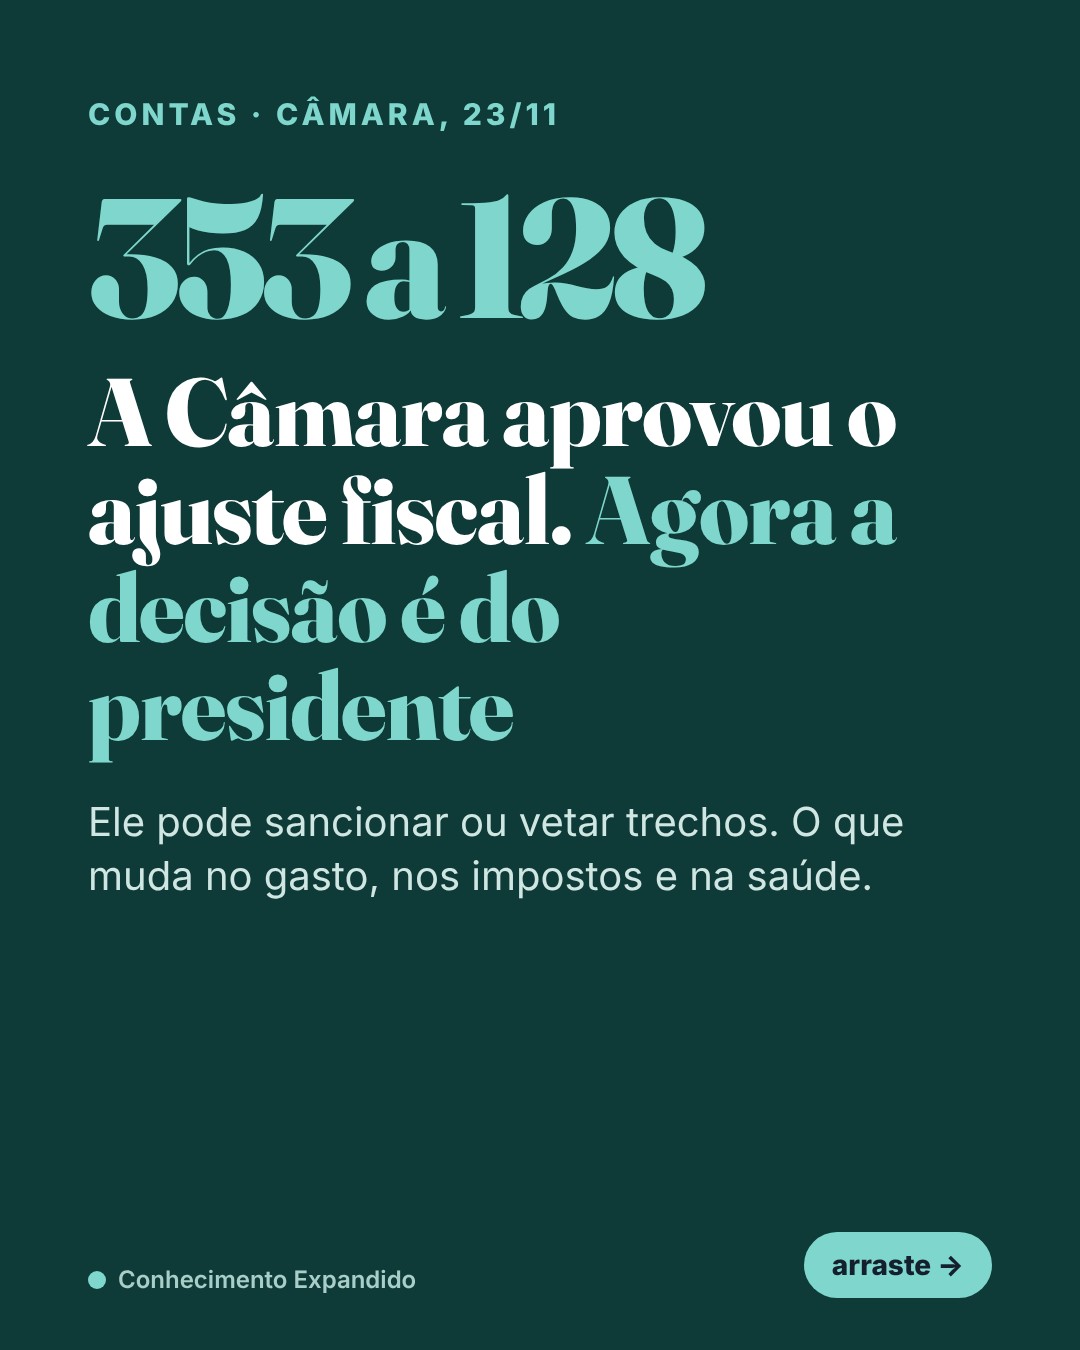 CONTAS · CÂMARA, 23/11
353 a 128
A Câmara aprovou o
ajuste fiscal. Agora a
decisão é do
presidente
Ele pode sancionar ou vetar trechos. O que
muda no gasto, nos impostos e na saúde.
Conhecimento Expandido
arraste →